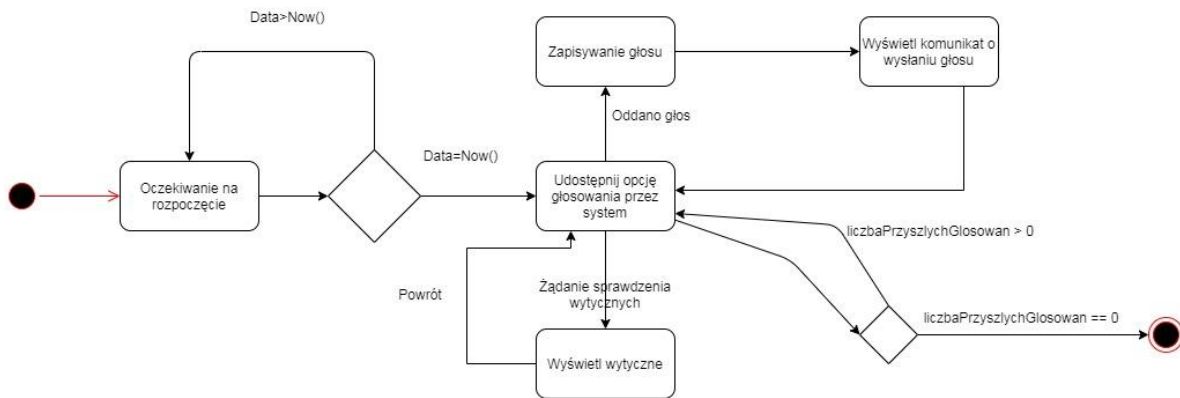 Data>Now()
Zapisywanie głosu
Wyświetl komunikat o
wysłaniu głosu
Oddano głos
Data=Now()
Oczekiwanie na
rozpoczęcie
Udostępnij opcję
głosowania przez
system
liczbaPrzyszlychGlosowan > 0
Powrót
Żądanie sprawdzenia
wytycznych
liczbaPrzyszlychGlosowan == 0
Wyświetl wytyczne